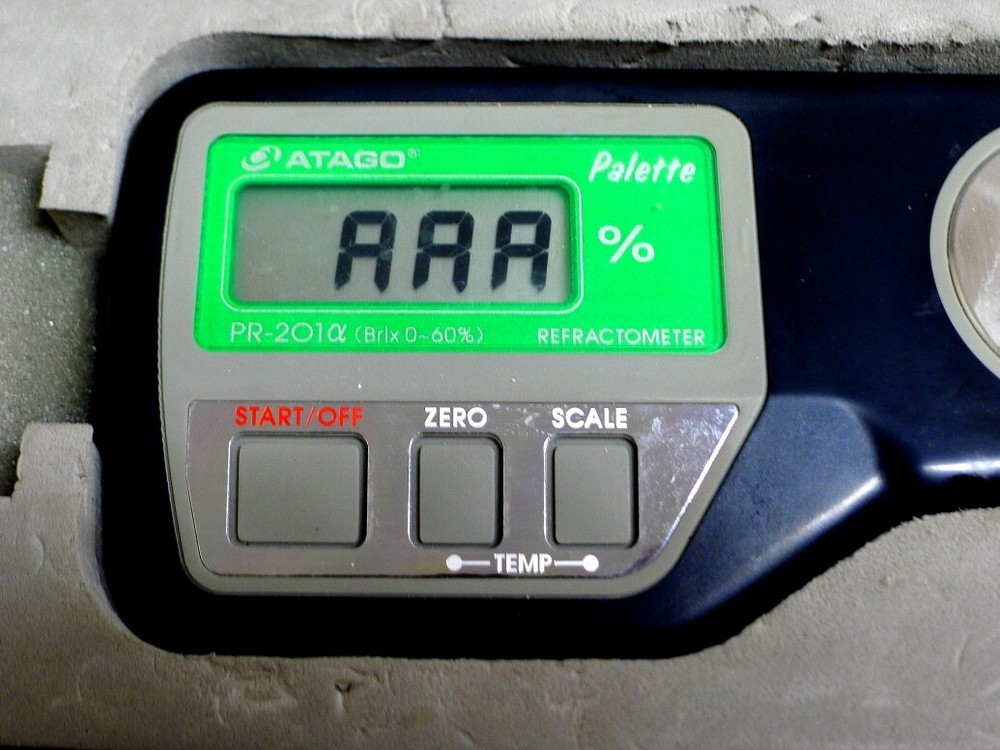 ATAGO® Palette
AAA %
PR-201α (Brix 0~60%) REFRACTOMETER
START/OFF ZERO SCALE
TEMP